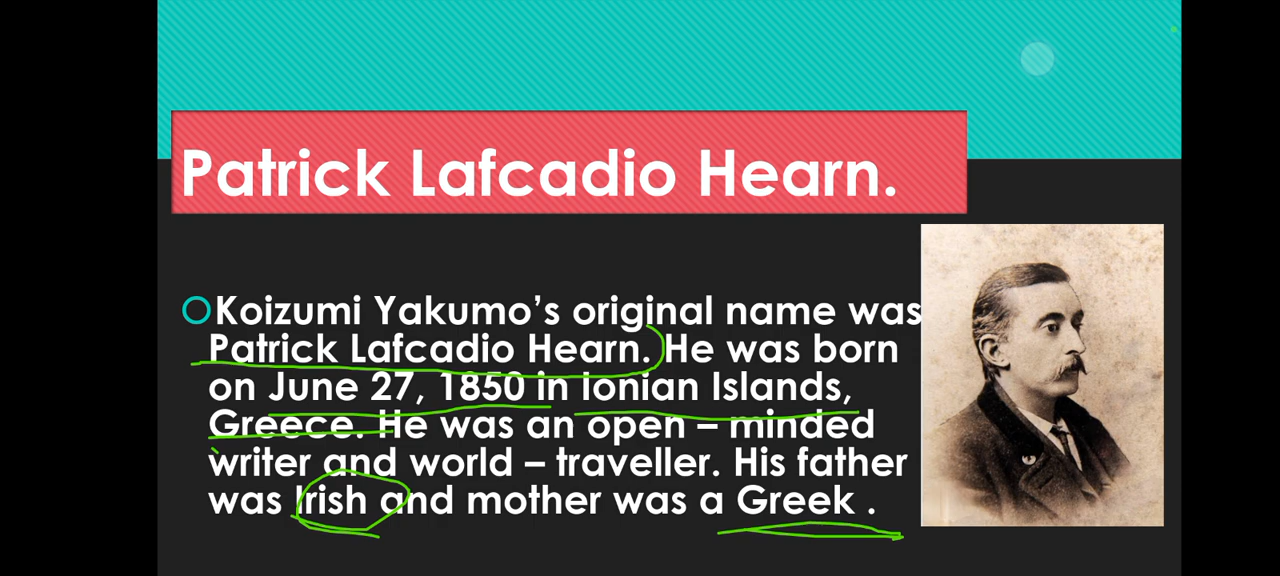 Patrick Lafcadio Hearn.
Koizumi Yakumo’s original name was
Patrick Lafcadio Hearn. He was born
on June 27, 1850 in Ionian Islands,
Greece. He was an open – minded
writer and world – traveller. His father
was Irish and mother was a Greek .